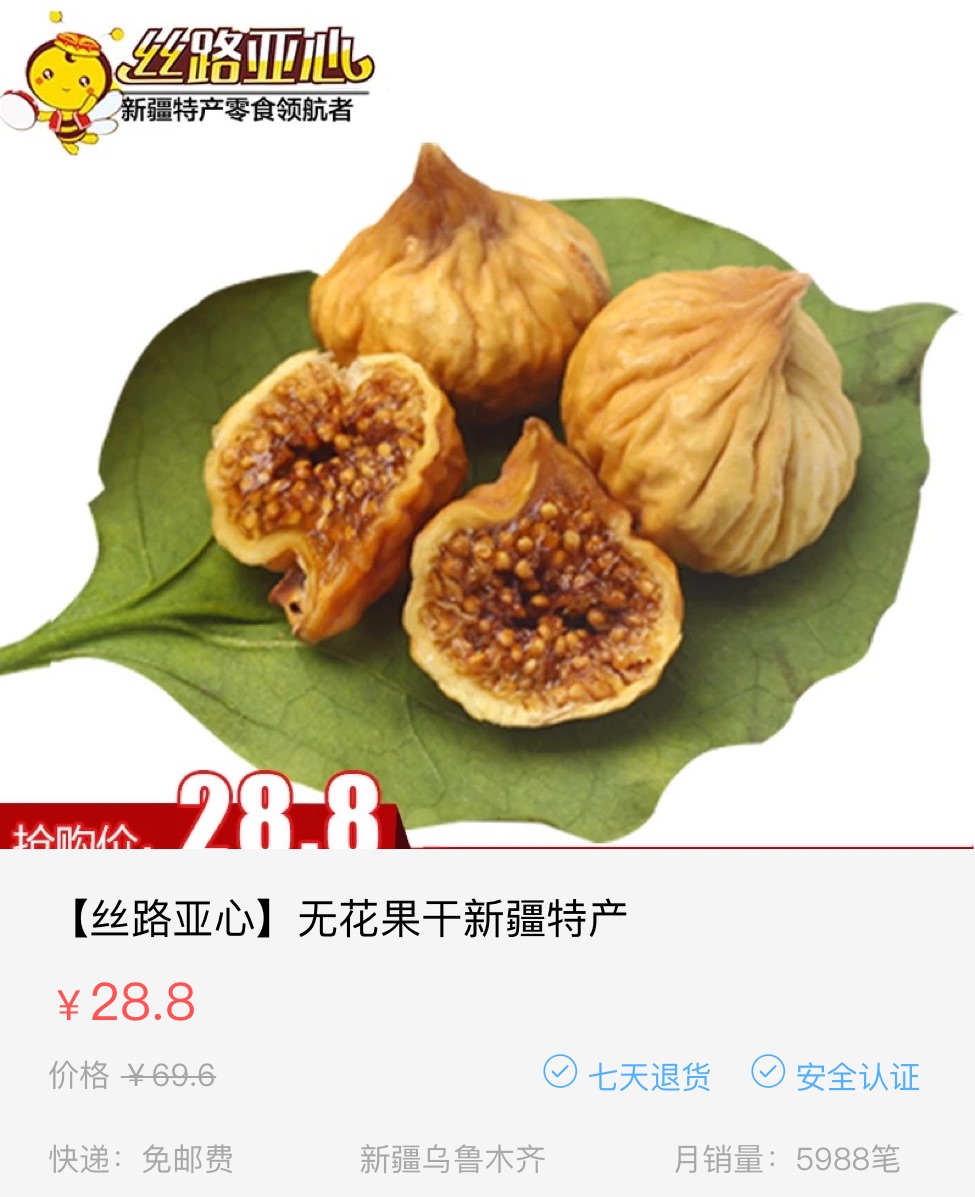 丝路亚心
新疆特产零食领航者
抢购价: 28.8
【丝路亚心】无花果干新疆特产
¥28.8
价格 ¥69.6
七天退货 安全认证
快递：免邮费 新疆乌鲁木齐 月销量：5988笔